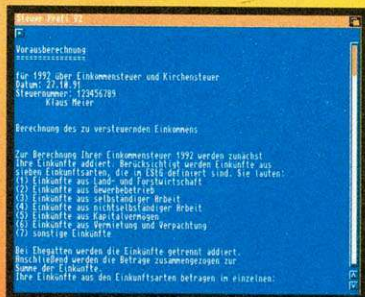 Steuer Profi V2
Vorausberechnung
================
für 1992 über Einkommensteuer und Kirchensteuer
Datum: 27.10.91
Steuernummer: 123456789
Klaus Meier
Berechnung des zu versteuernden Einkommens
Zur Berechnung Ihrer Einkommensteuer 1992 werden zunächst
Ihre Einkünfte addiert. Berücksichtigt werden Einkünfte aus
sieben Einkunftsarten, die im EStG definiert sind. Sie lauten:
(1) Einkünfte aus Land- und Forstwirtschaft
(2) Einkünfte aus Gewerbebetrieb
(3) Einkünfte aus selbständiger Arbeit
(4) Einkünfte aus nichtselbständiger Arbeit
(5) Einkünfte aus Kapitalvermögen
(6) Einkünfte aus Vermietung und Verpachtung
(7) sonstige Einkünfte
Bei Ehegatten werden die Einkünfte getrennt addiert.
Anschließend werden die Beträge zusammengezogen zur
Summe der Einkünfte.
Ihre Einkünfte aus den Einkunftsarten betragen im einzelnen: